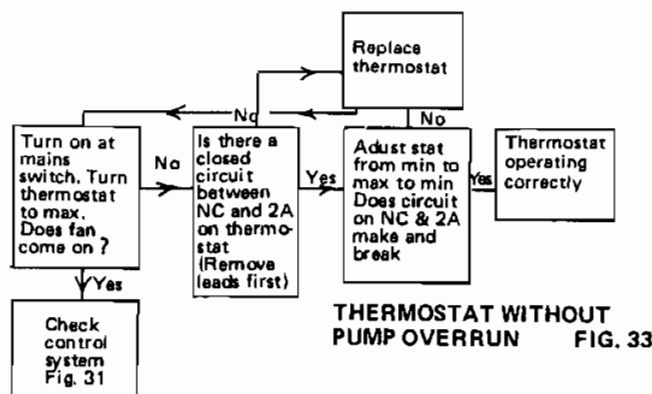 Replace
thermostat
No
No
Turn on at
mains
switch. Turn
thermostat
to max.
Does fan
come on ?
No
Is there a
closed
circuit
between
NC and 2A
on thermo-
stat
(Remove
leads first)
Yes
Adust stat
from min to
max to min
Does circuit
on NC & 2A
make and
break
Yes
Thermostat
operating
correctly
Yes
Check
control
system
Fig. 31
THERMOSTAT WITHOUT
PUMP OVERRUN FIG. 33